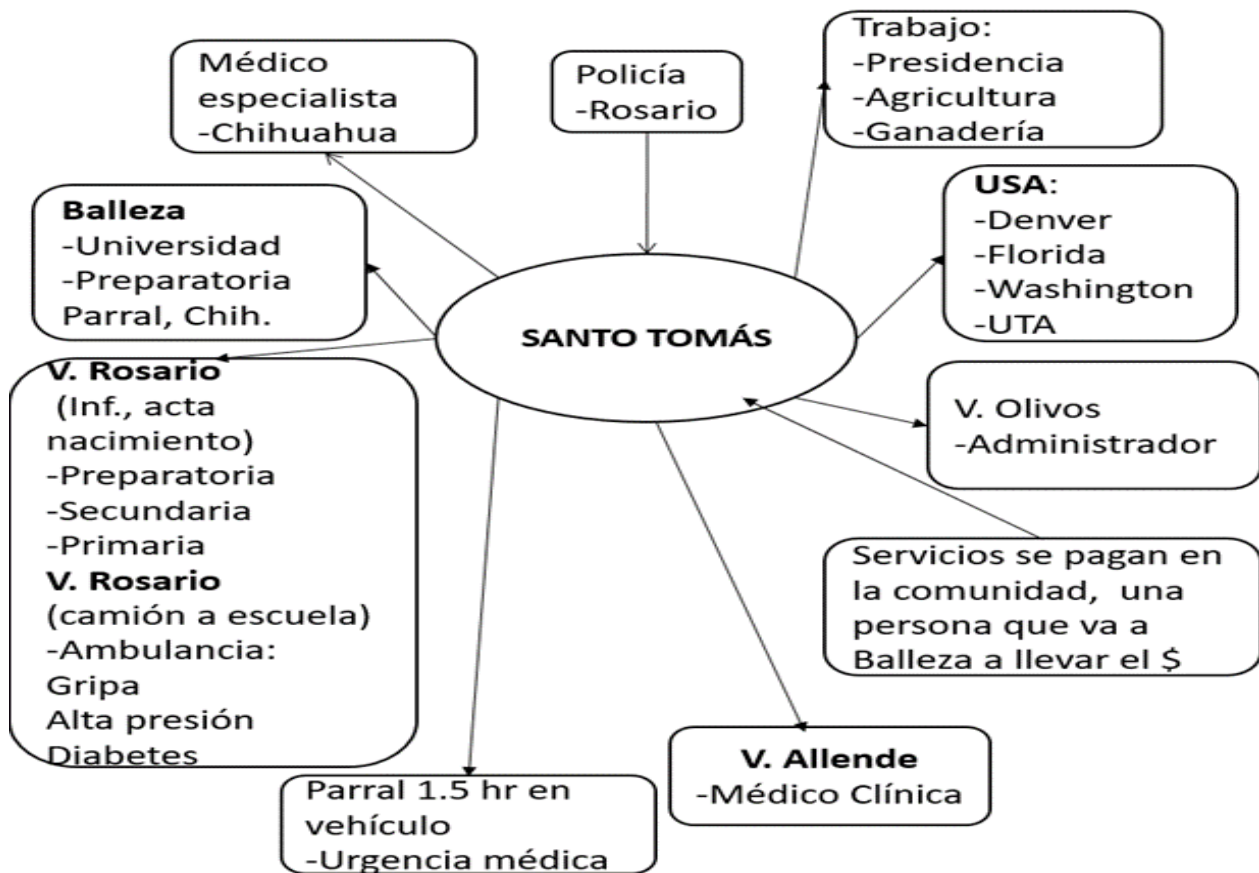 Médico
especialista
-Chihuahua
Policía
-Rosario
Trabajo:
-Presidencia
-Agricultura
-Ganadería
Balleza
-Universidad
-Preparatoria
Parral, Chih.
USA:
-Denver
-Florida
-Washington
-UTA
SANTO TOMÁS
V. Rosario
(Inf., acta
nacimiento)
-Preparatoria
-Secundaria
-Primaria
V. Rosario
(camión a escuela)
-Ambulancia:
Gripa
Alta presión
Diabetes
V. Olivos
-Administrador
Servicios se pagan en
la comunidad, una
persona que va a
Balleza a llevar el $
Parral 1.5 hr en
vehículo
-Urgencia médica
V. Allende
-Médico Clínica